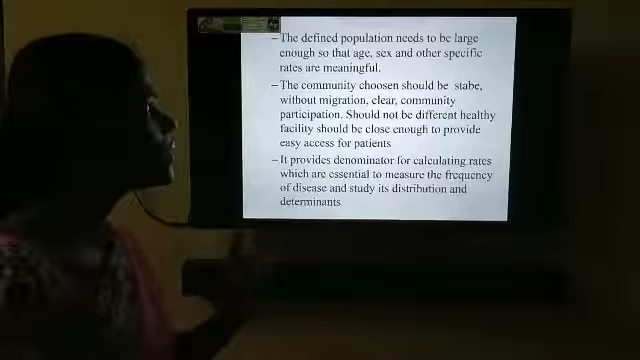 – The defined population needs to be large
enough so that age, sex and other specific
rates are meaningful.
– The community choosen should be stabe,
without migration, clear, community
participation. Should not be different healthy
facility should be close enough to provide
easy access for patients
– It provides denominator for calculating rates
which are essential to measure the frequency
of disease and study its distribution and
determinants